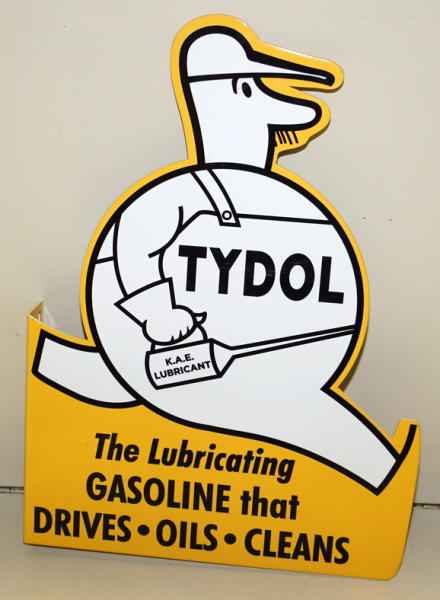 TYDOL
K.A.E.
LUBRICANT
The Lubricating
GASOLINE that
DRIVES • OILS • CLEANS